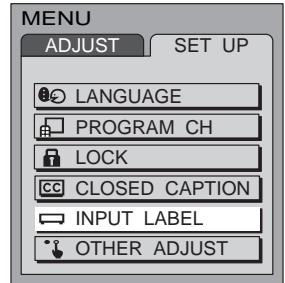 MENU
ADJUST SET UP
LANGUAGE
PROGRAM CH
LOCK
CC CLOSED CAPTION
INPUT LABEL
OTHER ADJUST